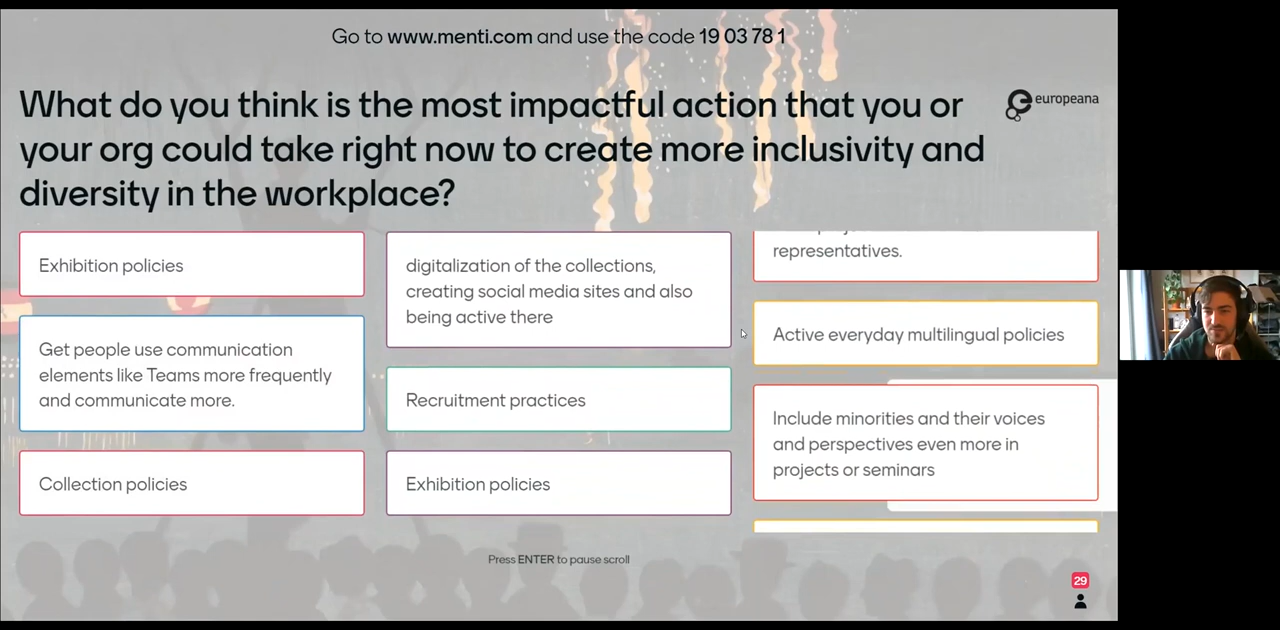 Go to www.menti.com and use the code 19 03 78 1
What do you think is the most impactful action that you or
your org could take right now to create more inclusivity and
diversity in the workplace?
europeana
Exhibition policies
Get people use communication
elements like Teams more frequently
and communicate more.
Collection policies
digitalization of the collections,
creating social media sites and also
being active there
Recruitment practices
Exhibition policies
representatives.
Active everyday multilingual policies
Include minorities and their voices
and perspectives even more in
projects or seminars
Press ENTER to pause scroll
29